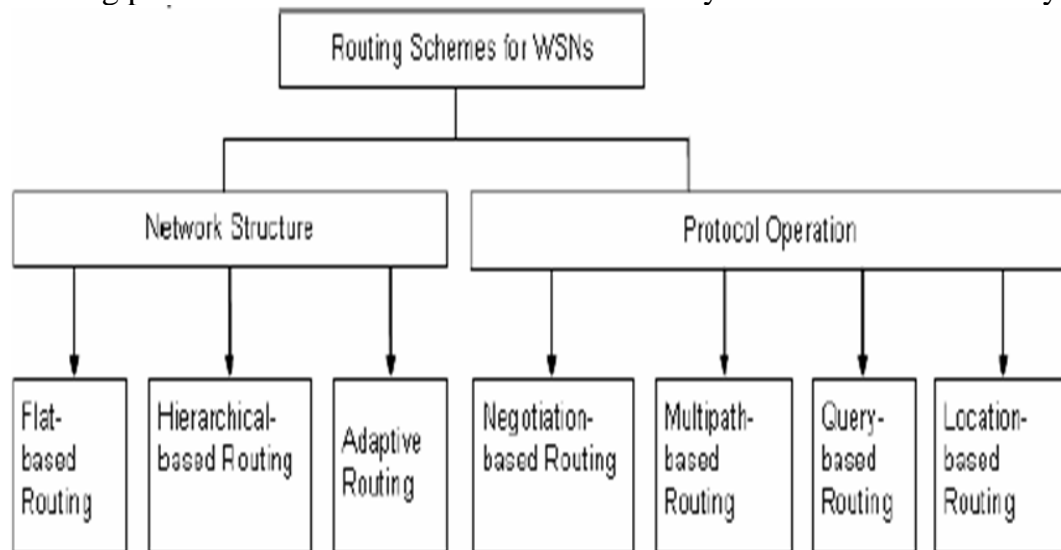 Routing Schemes for WSNs
Network Structure
Protocol Operation
Flat-
based
Routing
Hierarchical-
based Routing
Adaptive
Routing
Negotiation-
based Routing
Multipath-
based
Routing
Query-
based
Routing
Location-
based
Routing